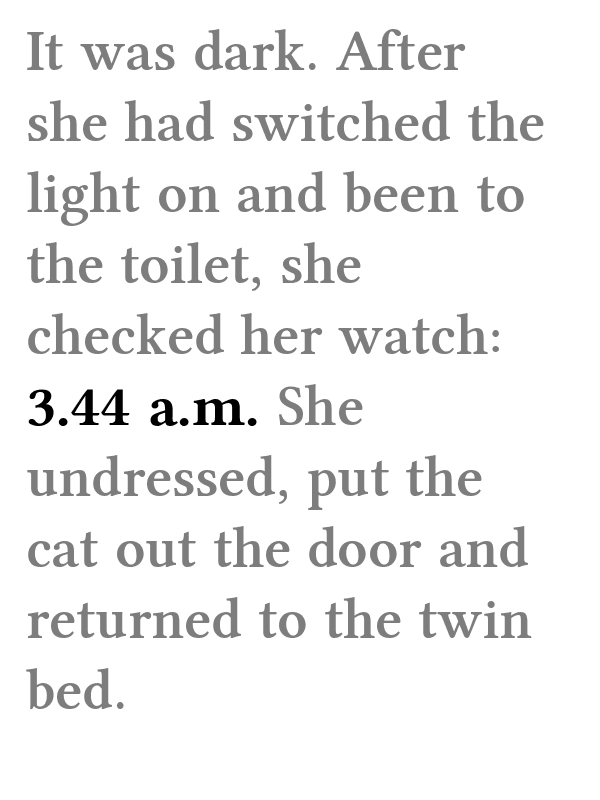 It was dark. After
she had switched the
light on and been to
the toilet, she
checked her watch:
3.44 a.m. She
undressed, put the
cat out the door and
returned to the twin
bed.